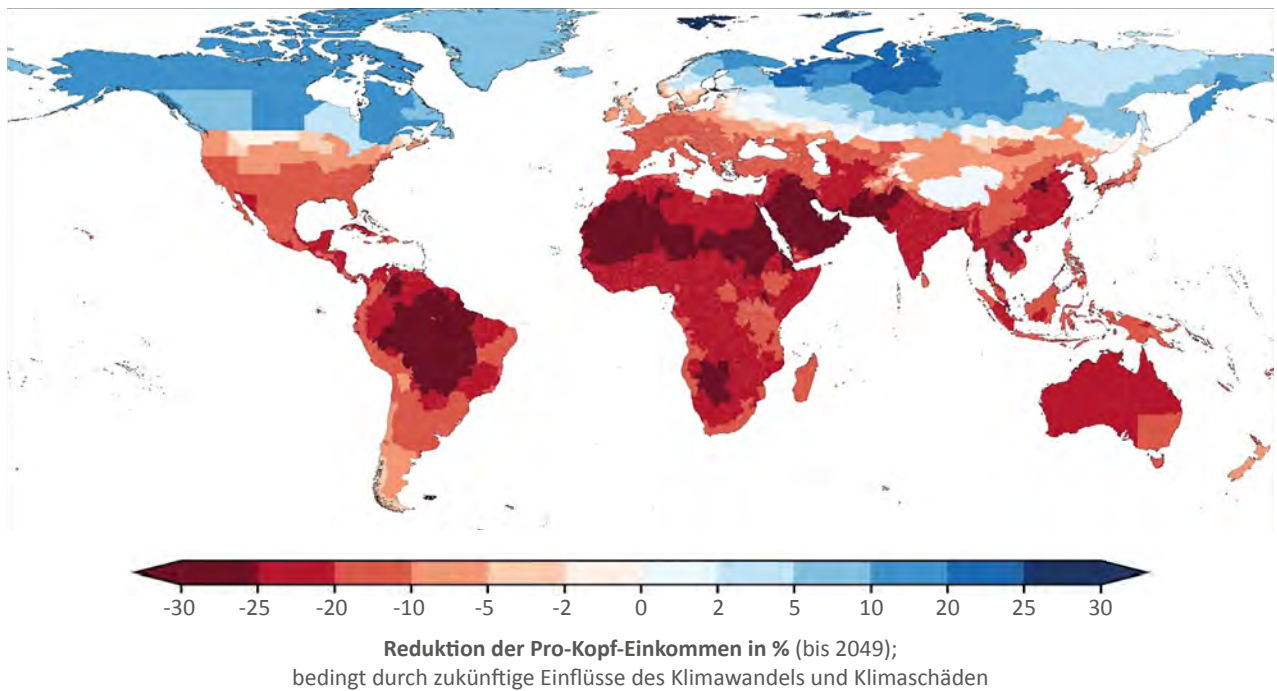 -30 -25 -20 -10 -5 -2 0 2 5 10 20 25 30
Reduktion der Pro-Kopf-Einkommen in % (bis 2049);
bedingt durch zukünftige Einflüsse des Klimawandels und Klimaschäden